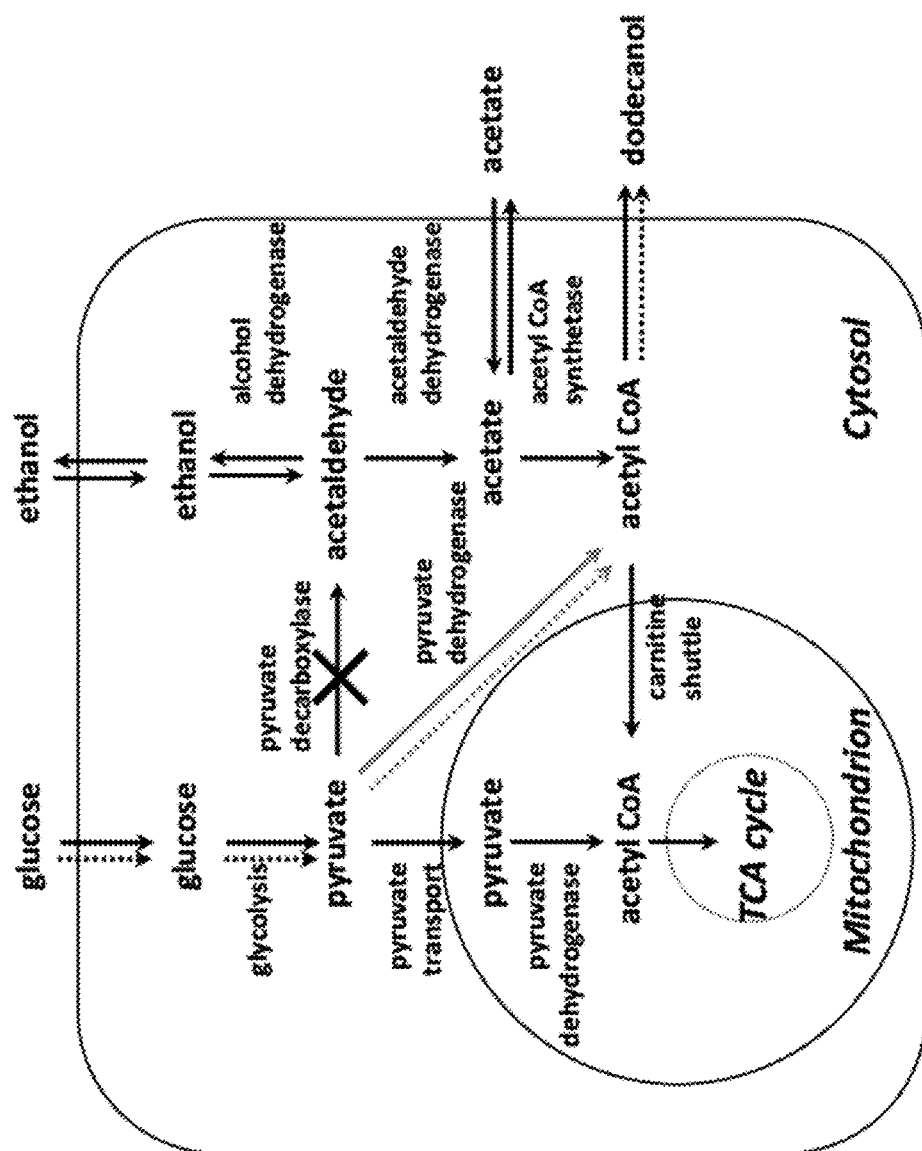 glucose
ethanol
glucose
ethanol
alcohol
dehydrogenase
glycolysis
pyruvate
decarboxylase
pyruvate
acetaldehyde
pyruvate
transport
pyruvate
dehydrogenase
acetaldehyde
dehydrogenase
pyruvate
acetate
acetate
pyruvate
dehydrogenase
acetyl CoA
synthetase
acetyl CoA
carnitine
shuttle
acetyl CoA
dodecanol
TCA cycle
Mitochondrion
Cytosol